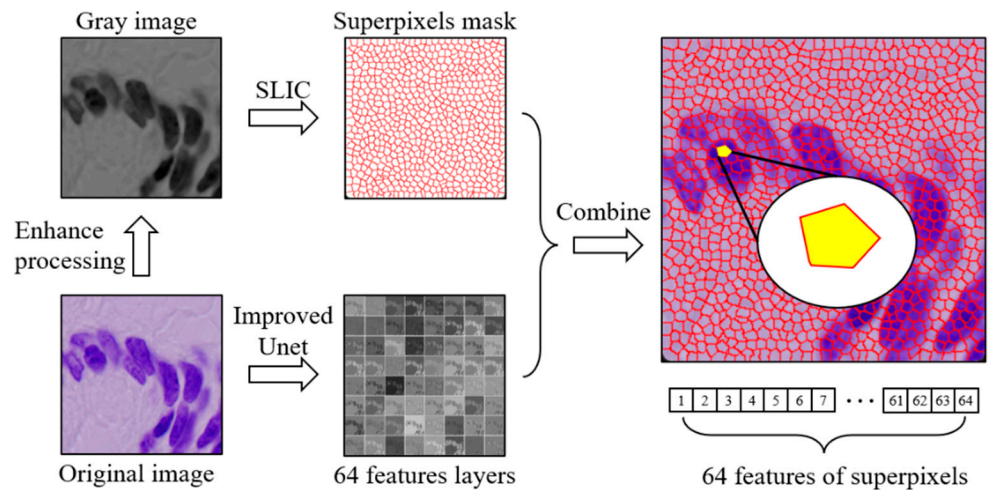 Gray image
Superpixels mask
SLIC
Enhance
processing
Combine
Improved
Unet
Original image
64 features layers
1 2 3 4 5 6 7 ··· 61 62 63 64
64 features of superpixels